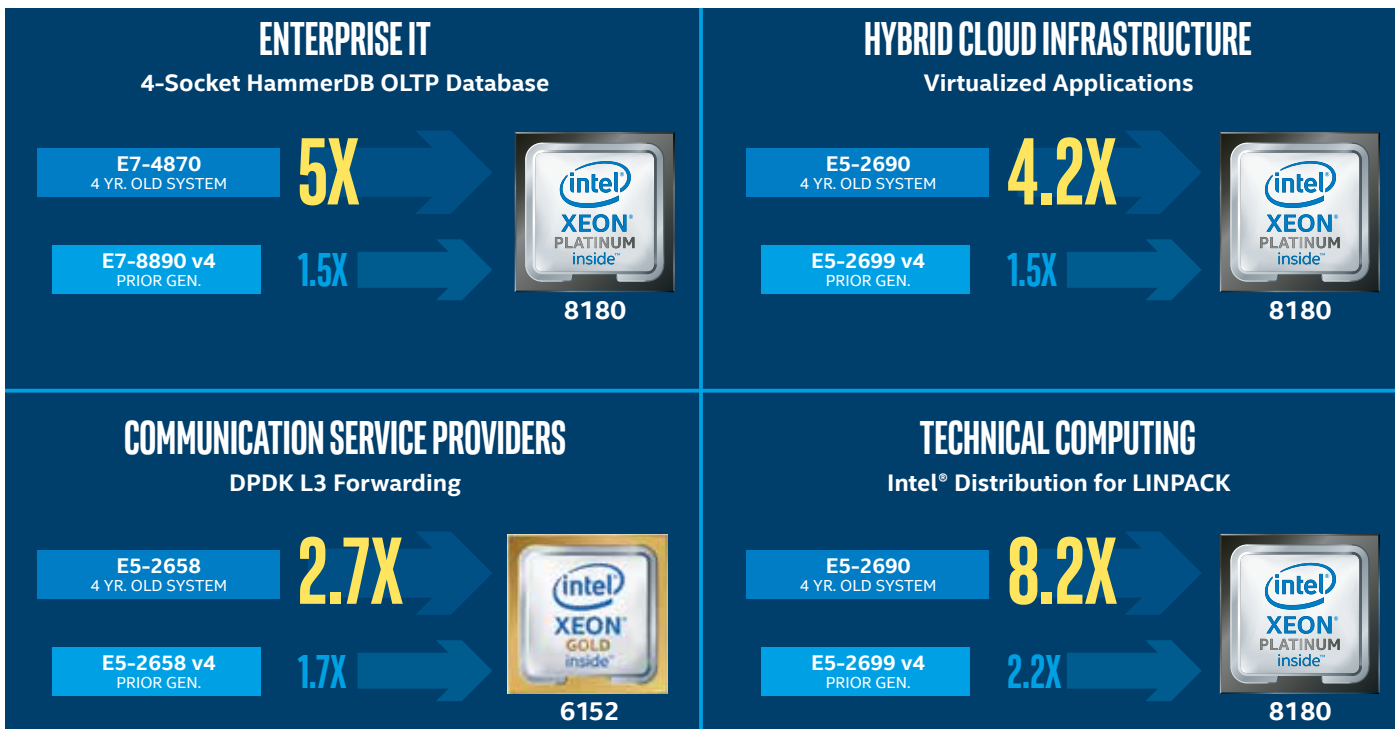 ENTERPRISE IT
4-Socket HammerDB OLTP Database
E7-4870
4 YR. OLD SYSTEM
5X
E7-8890 v4
PRIOR GEN.
1.5X
intel®
XEON®
PLATINUM
inside™
8180
HYBRID CLOUD INFRASTRUCTURE
Virtualized Applications
E5-2690
4 YR. OLD SYSTEM
4.2X
E5-2699 v4
PRIOR GEN.
1.5X
intel®
XEON®
PLATINUM
inside™
8180
COMMUNICATION SERVICE PROVIDERS
DPDK L3 Forwarding
E5-2658
4 YR. OLD SYSTEM
2.7X
E5-2658 v4
PRIOR GEN.
1.7X
intel®
XEON®
GOLD
inside™
6152
TECHNICAL COMPUTING
Intel® Distribution for LINPACK
E5-2690
4 YR. OLD SYSTEM
8.2X
E5-2699 v4
PRIOR GEN.
2.2X
intel®
XEON®
PLATINUM
inside™
8180